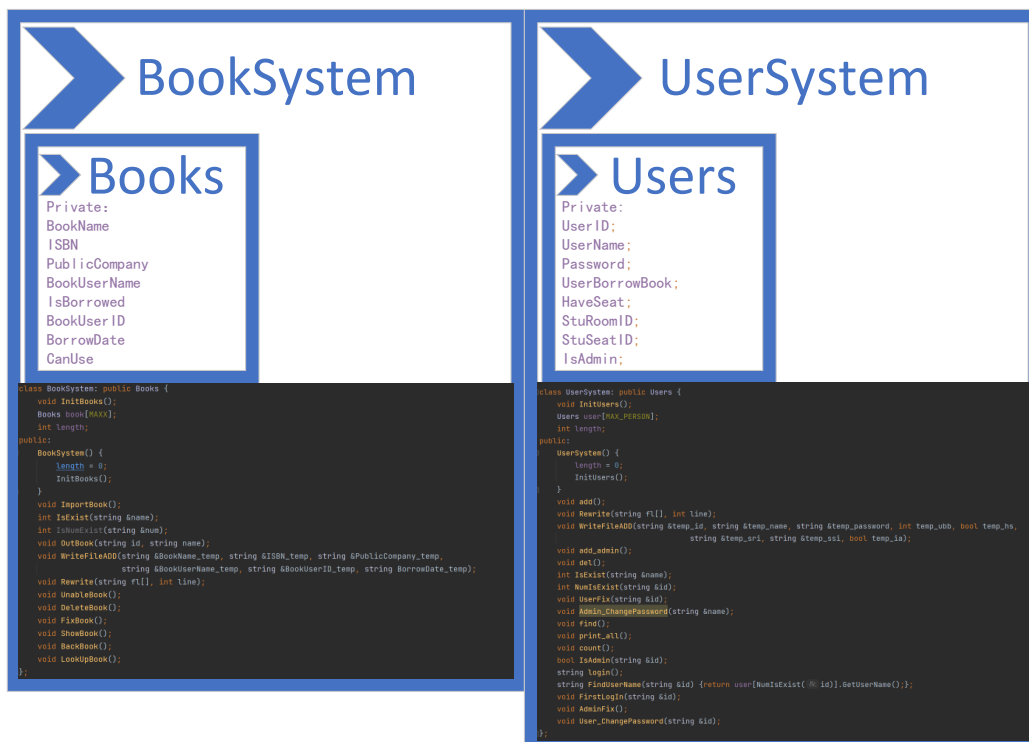 BookSystem
Books
Private：
BookName
ISBN
PublicCompany
BookUserName
IsBorrowed
BookUserID
BorrowDate
CanUse
class BookSystem: public Books {
void InitBooks();
Books book[MAXX];
int length;
public:
BookSystem() {
length = 0;
InitBooks();
}
void ImportBook();
int IsExist(string &name);
int IsNumExist(string &num);
void OutBook(string id, string name);
void WriteFileADD(string &BookName_temp, string &ISBN_temp, string &PublicCompany_temp,
string &BookUserName_temp, string &BookUserID_temp, string BorrowDate_temp);
void Rewrite(string fl[], int line);
void UnableBook();
void DeleteBook();
void FixBook();
void ShowBook();
void BackBook();
void LookUpBook();
};
UserSystem
Users
Private:
UserID;
UserName;
Password;
UserBorrowBook;
HaveSeat;
StuRoomID;
StuSeatID;
IsAdmin;
class UserSystem: public Users {
void InitUsers();
Users user[MAX_PERSON];
int length;
public:
UserSystem() {
length = 0;
InitUsers();
}
void add();
void Rewrite(string fl[], int line);
void WriteFileADD(string &temp_id, string &temp_name, string &temp_password, int temp_ubb, bool temp_hs,
string &temp_sri, string &temp_ssi, bool temp_ia);
void add_admin();
void del();
int IsExist(string &name);
int NumIsExist(string &id);
void UserFix(string &id);
void Admin_ChangePassword(string &name);
void find();
void print_all();
void count();
bool IsAdmin(string &id);
string login();
string FindUserName(string &id) {return user[NumIsExist( id)].GetUserName();};
void FirstLogIn(string &id);
void AdminFix();
void User_ChangePassword(string &id);
};